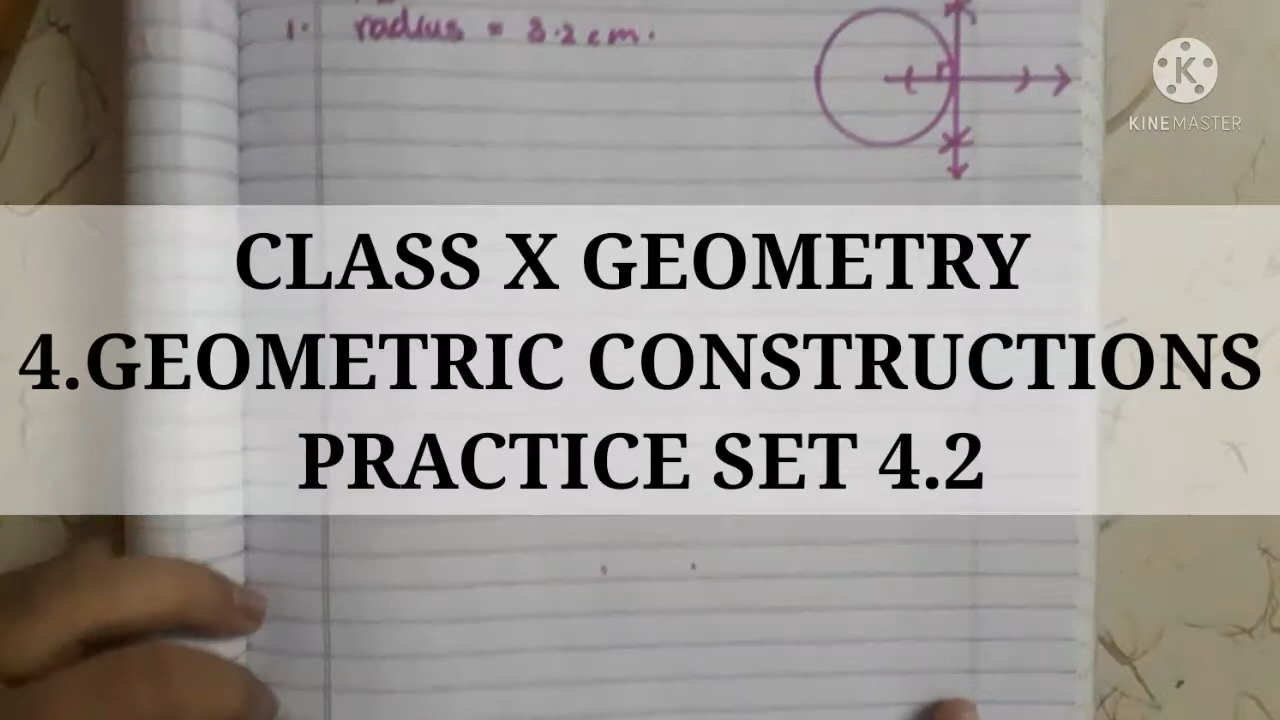 1. radius = 3.2 cm.
K
KINEMASTER
CLASS X GEOMETRY
4.GEOMETRIC CONSTRUCTIONS
PRACTICE SET 4.2